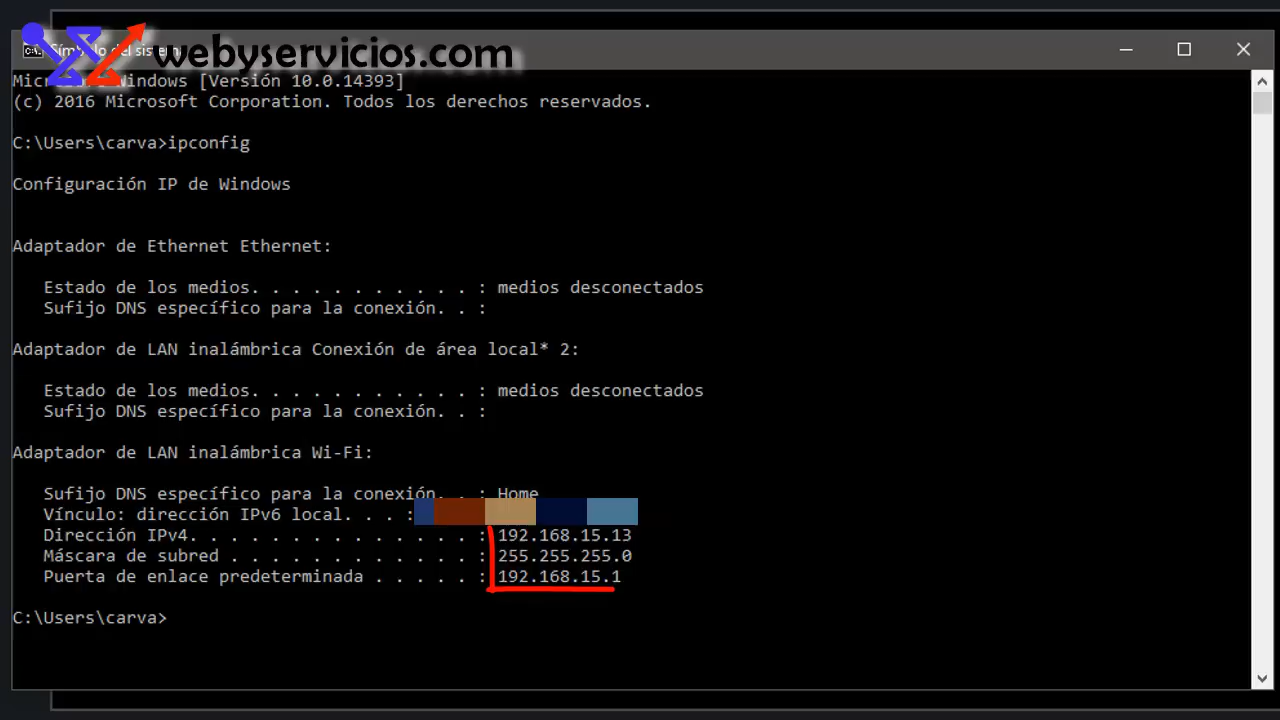 webyservicios.com
Símbolo del sistema
Microsoft Windows [Versión 10.0.14393]
(c) 2016 Microsoft Corporation. Todos los derechos reservados.
C:\Users\carva>ipconfig
Configuración IP de Windows
Adaptador de Ethernet Ethernet:
Estado de los medios. . . . . . . . . . . : medios desconectados
Sufijo DNS específico para la conexión. . :
Adaptador de LAN inalámbrica Conexión de área local* 2:
Estado de los medios. . . . . . . . . . . : medios desconectados
Sufijo DNS específico para la conexión. . :
Adaptador de LAN inalámbrica Wi-Fi:
Sufijo DNS específico para la conexión. . : Home
Vínculo: dirección IPv6 local. . . :
Dirección IPv4. . . . . . . . . . . . . . : 192.168.15.13
Máscara de subred . . . . . . . . . . . . : 255.255.255.0
Puerta de enlace predeterminada . . . . . : 192.168.15.1
C:\Users\carva>